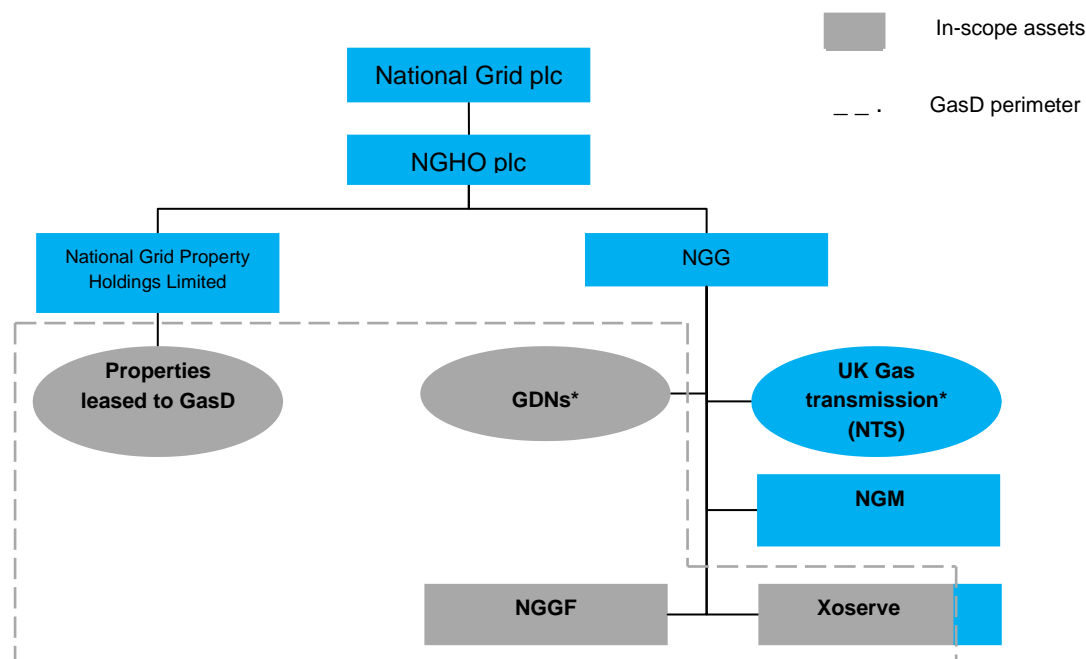 In-scope assets
National Grid plc
_ _ .
GasD perimeter
NGHO plc
National Grid Property
Holdings Limited
NGG
Properties
leased to GasD
GDNs*
UK Gas
transmission*
(NTS)
NGM
NGGF
Xoserve